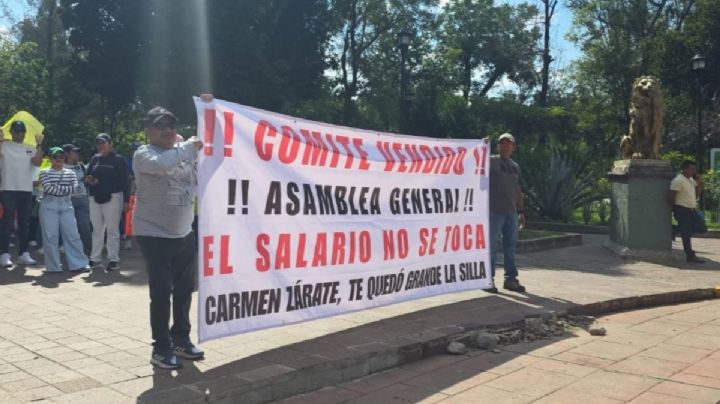 !! COMITE VENDIDO !!
!! ASAMBLEA GENERAL !!
EL SALARIO NO SE TOCA
CARMEN ZÁRATE, TE QUEDÓ GRANDE LA SILLA